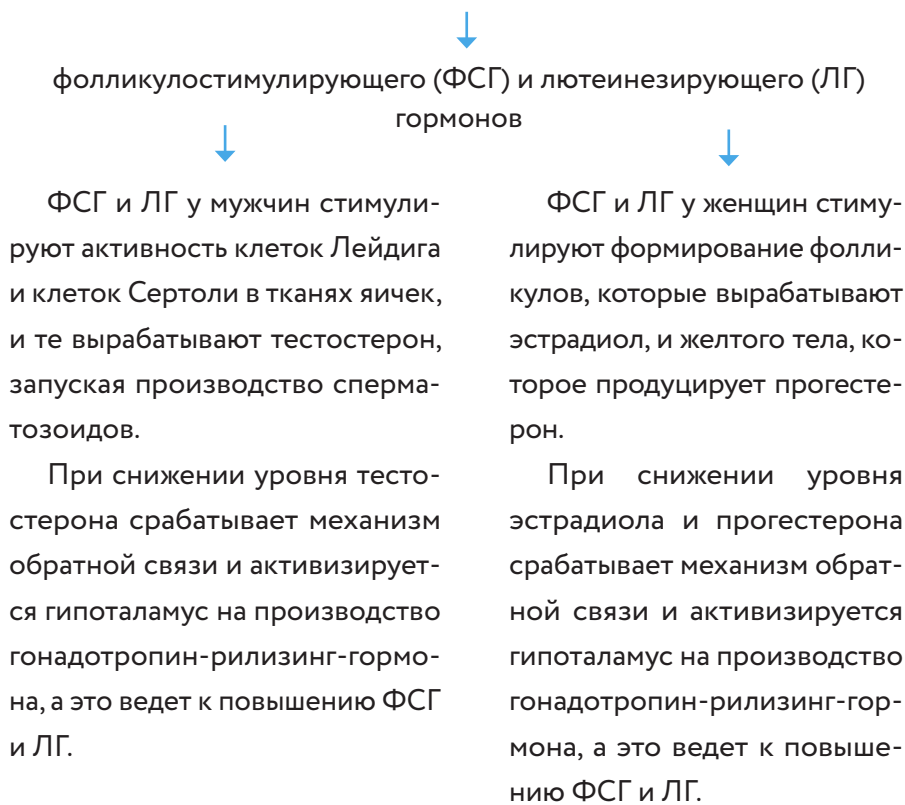 фолликулостимулирующего (ФСГ) и лютеинезирующего (ЛГ)
гормонов
ФСГ и ЛГ у мужчин стимули-
руют активность клеток Лейдига
и клеток Сертоли в тканях яичек,
и те вырабатывают тестостерон,
запуская производство сперма-
тозоидов.
При снижении уровня тесто-
стерона срабатывает механизм
обратной связи и активизирует-
ся гипоталамус на производство
гонадотропин-рилизинг-гормо-
на, а это ведет к повышению ФСГ
и ЛГ.
ФСГ и ЛГ у женщин стиму-
лируют формирование фолли-
кулов, которые вырабатывают
эстрадиол, и желтого тела, ко-
торое продуцирует прогесте-
рон.
При снижении уровня
эстрадиола и прогестерона
срабатывает механизм обрат-
ной связи и активизируется
гипоталамус на производство
гонадотропин-рилизинг-гор-
мона, а это ведет к повыше-
нию ФСГ и ЛГ.